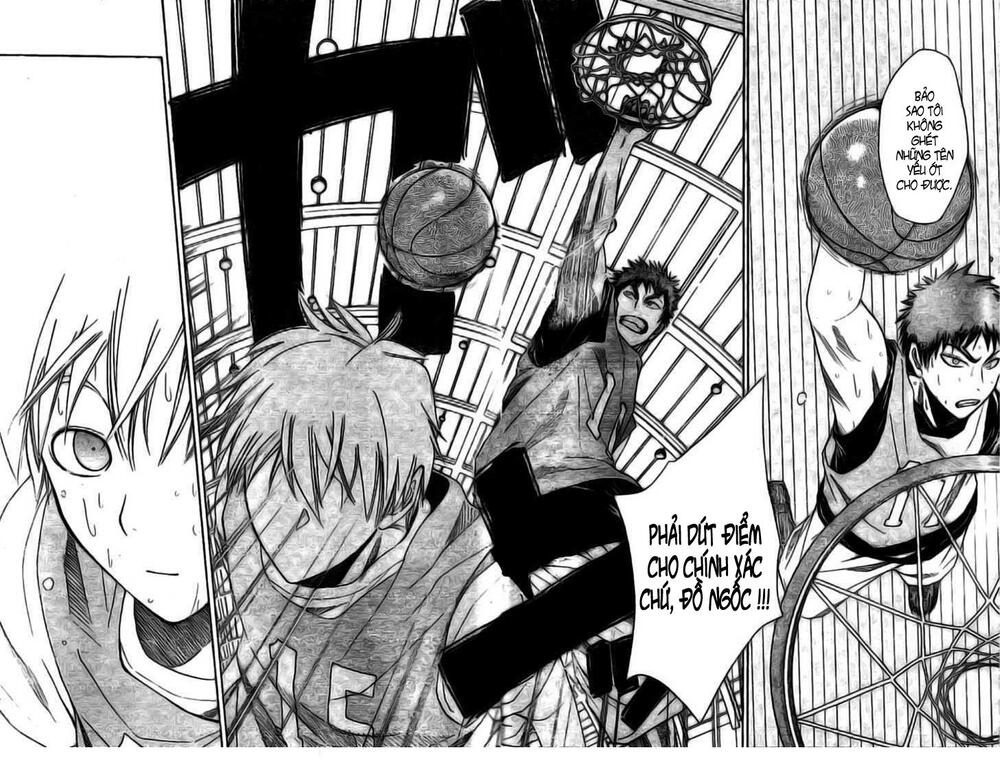 BẢO
SAO TÔI
KHÔNG
GHÉT
NHỮNG TÊN
YẾU ỚT
CHO ĐƯỢC.
PHẢI DỨT ĐIỂM
CHO CHÍNH XÁC
CHỨ, ĐỒ NGỐC !!!